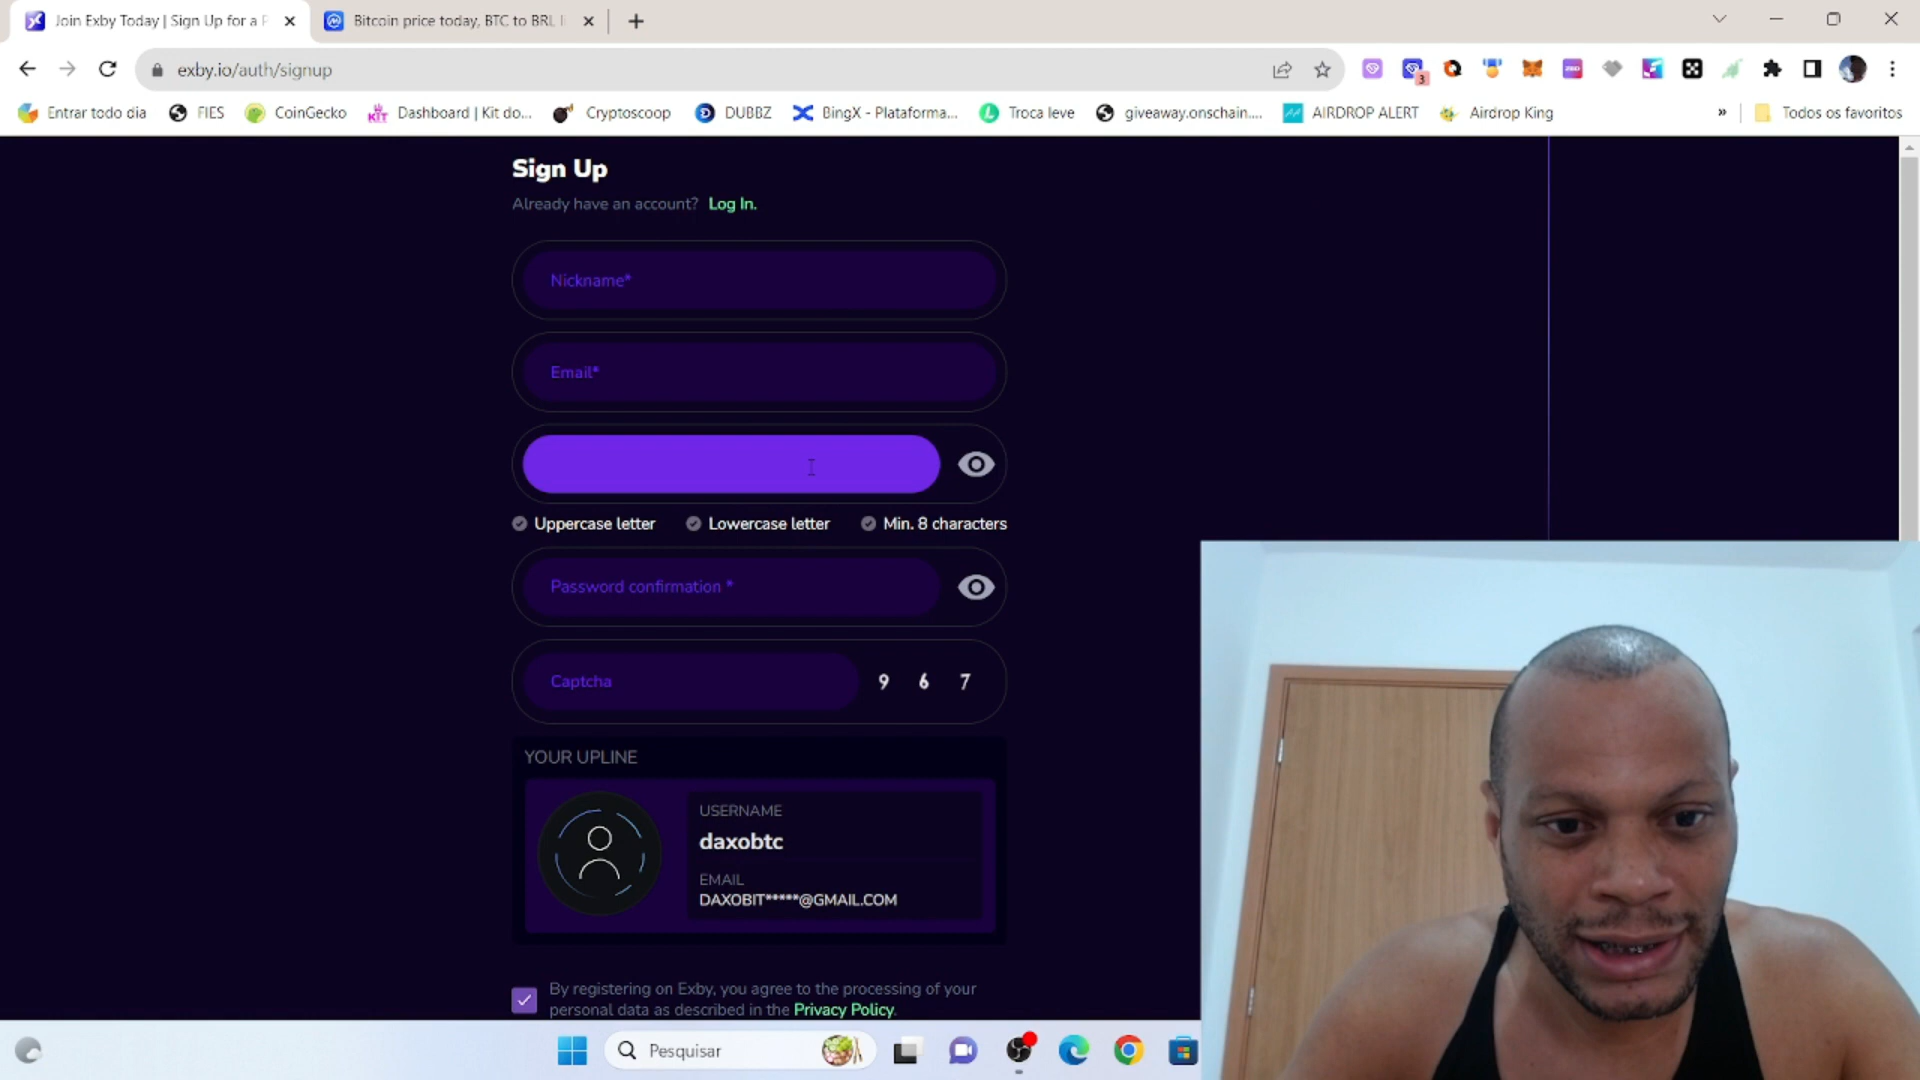 Join Exby Today | Sign Up for a P
Bitcoin price today, BTC to BRL li
exby.io/auth/signup
3
Entrar todo dia
FIES
CoinGecko
KIT
Dashboard | Kit do...
Cryptoscoop
DUBBZ
BingX - Plataforma...
Troca leve
giveaway.onschain....
AIRDROP ALERT
Airdrop King
»
Todos os favoritos
Sign Up
Already have an account? Log In.
Nickname*
Email*
Uppercase letter
Lowercase letter
Min. 8 characters
Password confirmation *
Captcha
9 6 7
YOUR UPLINE
USERNAME
daxobtc
EMAIL
DAXOBIT*****@GMAIL.COM
By registering on Exby, you agree to the processing of your
personal data as described in the Privacy Policy.
Pesquisar